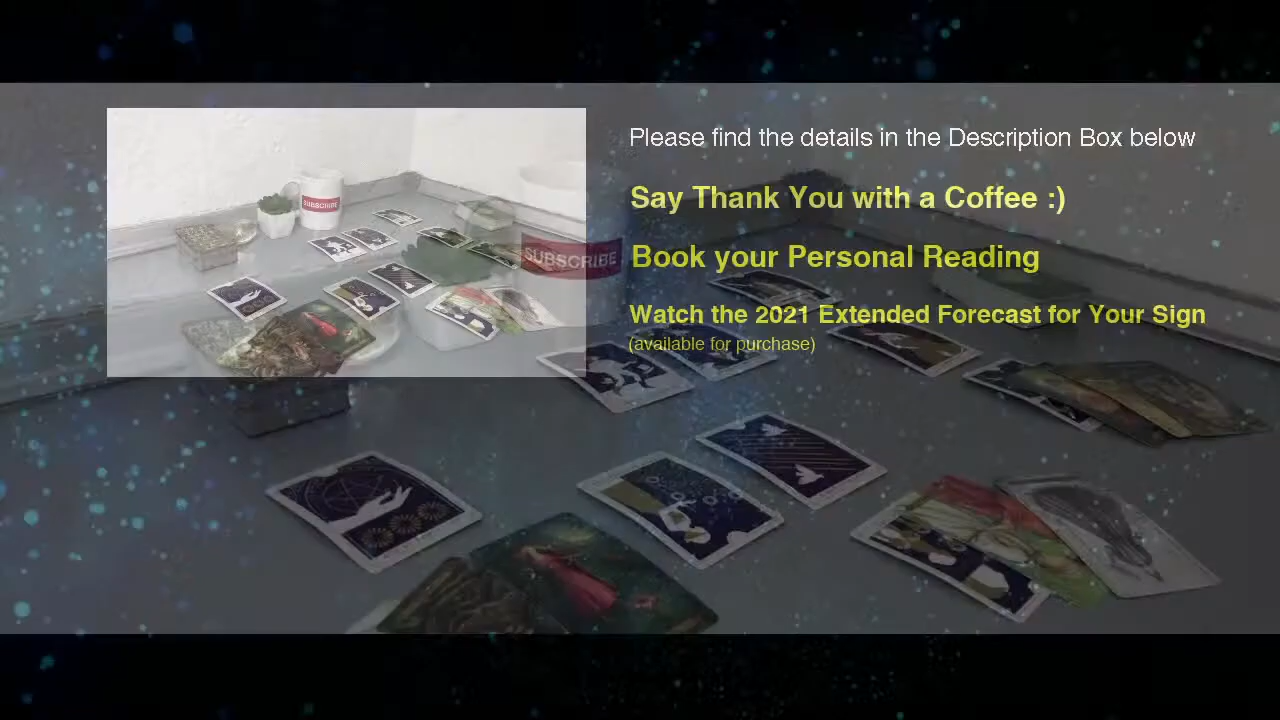 Please find the details in the Description Box below
Say Thank You with a Coffee :)
SUBSCRIBE
SUBSCRIBE
Book your Personal Reading
Watch the 2021 Extended Forecast for Your Sign
(available for purchase)